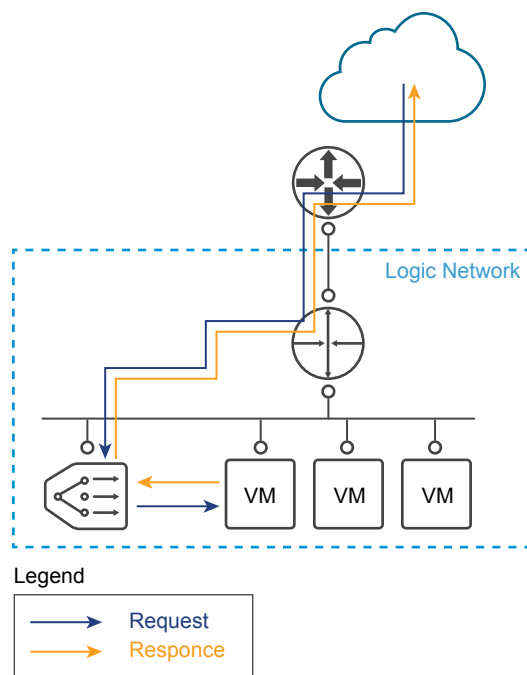 Logic Network
VM
VM
VM
Legend
Request
Responce